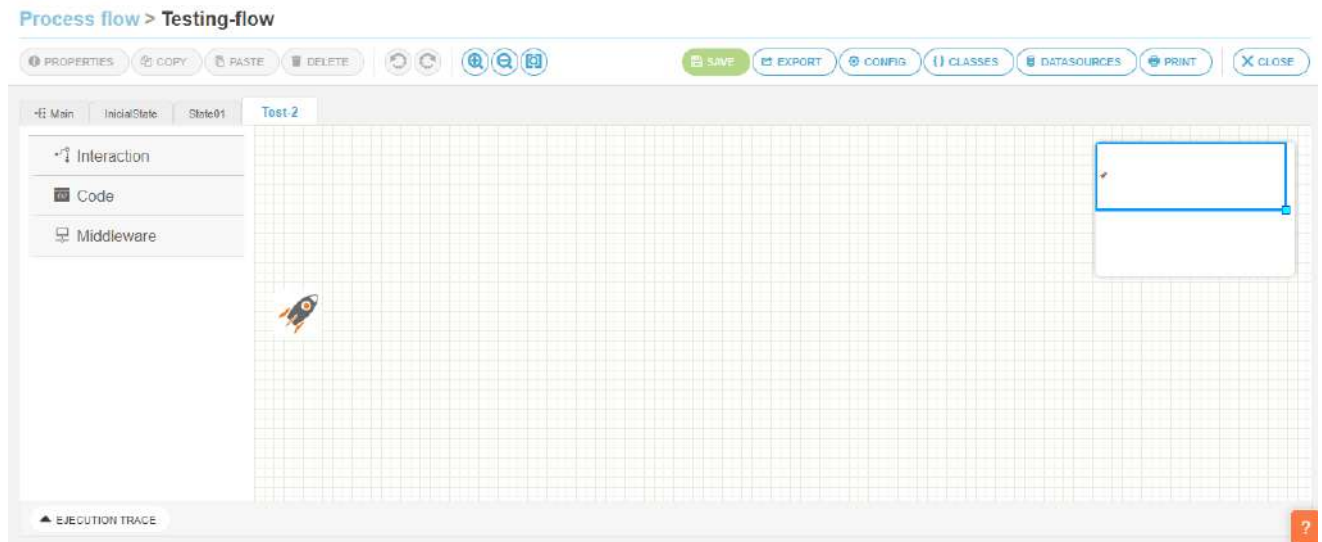 Process flow > Testing-flow
PROPERTIES COPY PASTE DELETE SAVE EXPORT CONFIG {} CLASSES DATASOURCES PRINT X CLOSE
Main InicialState State01 Test-2
Interaction
Code
Middleware
EJECUTION TRACE
?